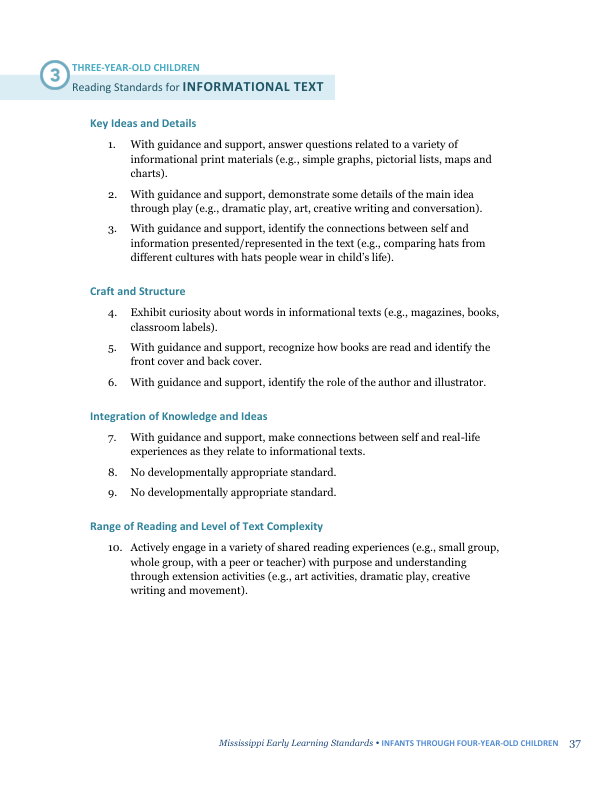 3
THREE-YEAR-OLD CHILDREN
Reading Standards for INFORMATIONAL TEXT
Key Ideas and Details
1. With guidance and support, answer questions related to a variety of
informational print materials (e.g., simple graphs, pictorial lists, maps and
charts).
2. With guidance and support, demonstrate some details of the main idea
through play (e.g., dramatic play, art, creative writing and conversation).
3. With guidance and support, identify the connections between self and
information presented/represented in the text (e.g., comparing hats from
different cultures with hats people wear in child's life).
Craft and Structure
4. Exhibit curiosity about words in informational texts (e.g., magazines, books,
classroom labels).
5. With guidance and support, recognize how books are read and identify the
front cover and back cover.
6. With guidance and support, identify the role of the author and illustrator.
Integration of Knowledge and Ideas
7. With guidance and support, make connections between self and real-life
experiences as they relate to informational texts.
8. No developmentally appropriate standard.
9. No developmentally appropriate standard.
Range of Reading and Level of Text Complexity
10. Actively engage in a variety of shared reading experiences (e.g., small group,
whole group, with a peer or teacher) with purpose and understanding
through extension activities (e.g., art activities, dramatic play, creative
writing and movement).
Mississippi Early Learning Standards • INFANTS THROUGH FOUR-YEAR-OLD CHILDREN 37